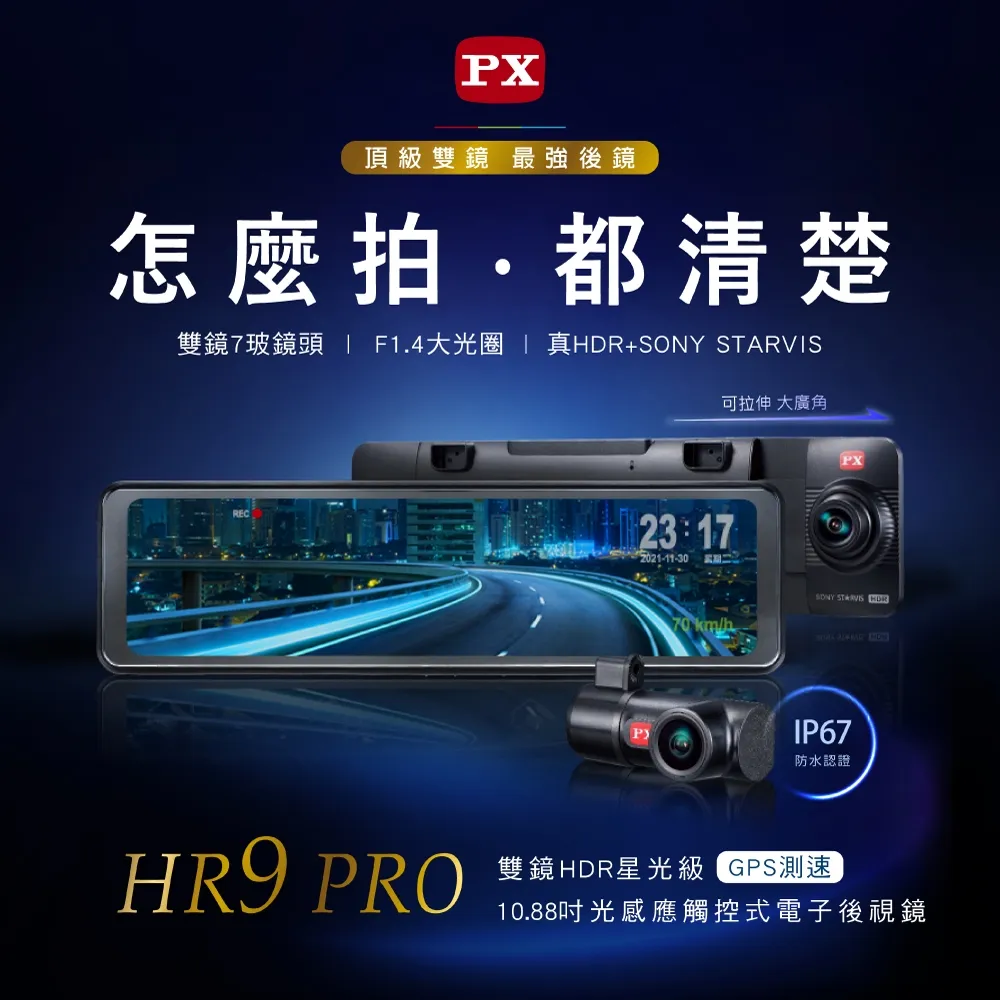 PX
頂級雙鏡 最強後鏡
怎麼拍·都清楚
雙鏡7玻鏡頭 | F1.4大光圈 | 真HDR+SONY STARVIS
可拉伸 大廣角
PX
REC
23:17
2021-11-30 星期二
SONY STARVIS HDR
70 km/h
PX
IP67
防水認證
HR9 PRO
雙鏡HDR星光級 GPS測速
10.88吋光感應觸控式電子後視鏡